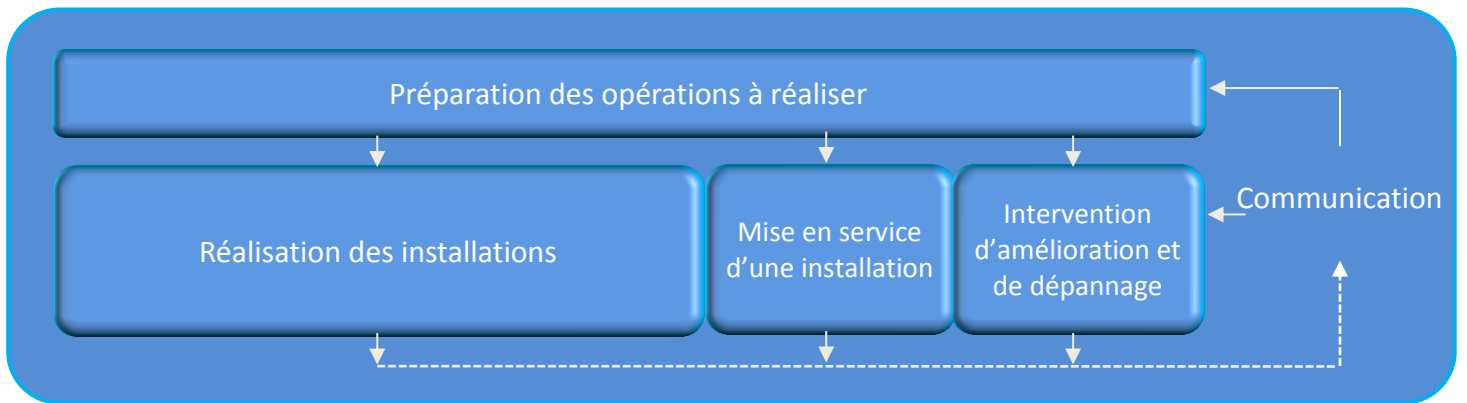 Préparation des opérations à réaliser
Réalisation des installations
Mise en service
d’une installation
Intervention
d’amélioration et
de dépannage
Communication